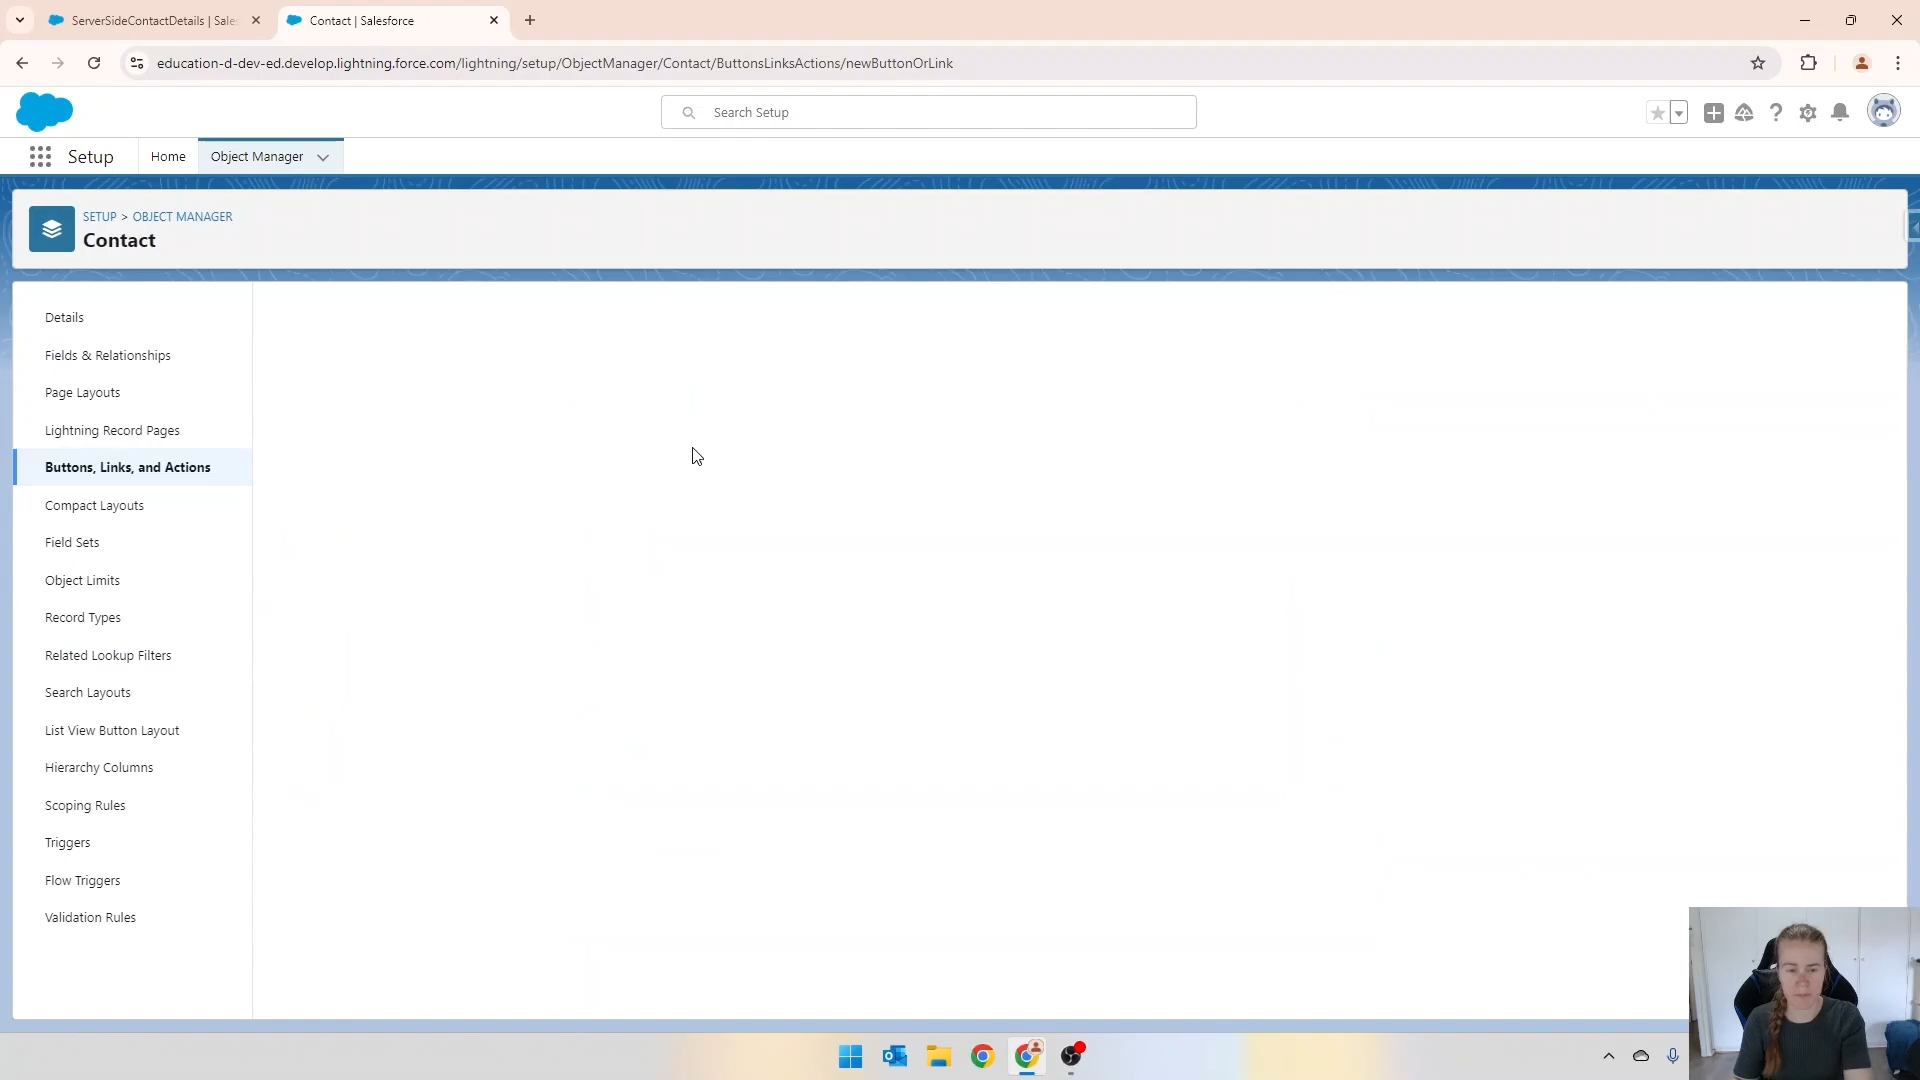 ServerSideContactDetails | Sale
Contact | Salesforce
education-d-dev-ed.develop.lightning.force.com/lightning/setup/ObjectManager/Contact/ButtonsLinksActions/newButtonOrLink
Search Setup
Setup
Home
Object Manager
SETUP > OBJECT MANAGER
Contact
Details
Fields & Relationships
Page Layouts
Lightning Record Pages
Buttons, Links, and Actions
Compact Layouts
Field Sets
Object Limits
Record Types
Related Lookup Filters
Search Layouts
List View Button Layout
Hierarchy Columns
Scoping Rules
Triggers
Flow Triggers
Validation Rules